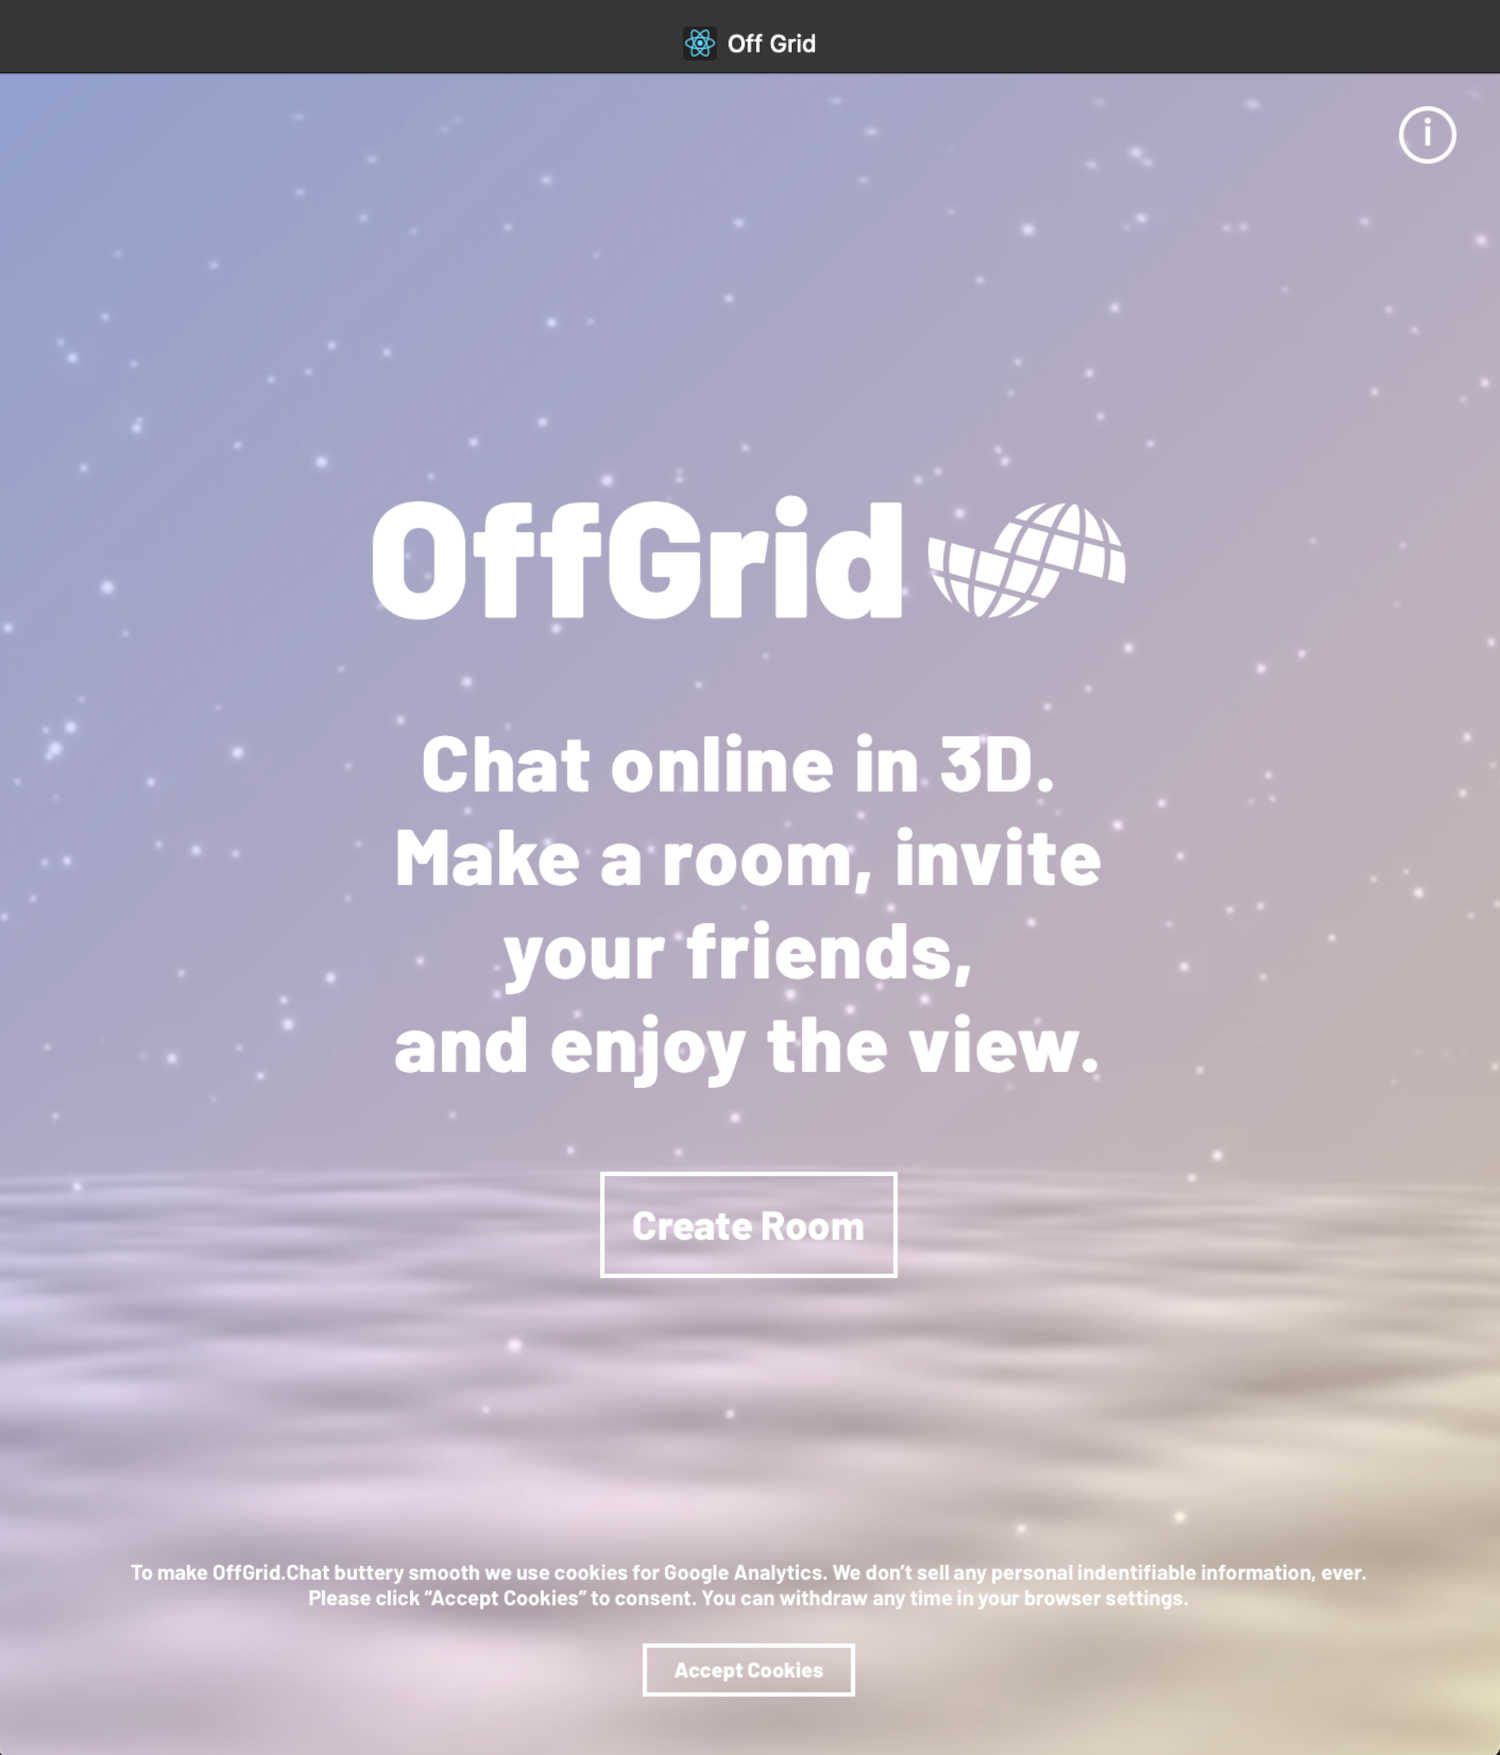 Off Grid
i
OffGrid
Chat online in 3D.
Make a room, invite
your friends,
and enjoy the view.
Create Room
To make OffGrid.Chat buttery smooth we use cookies for Google Analytics. We don’t sell any personal indentifiable information, ever.
Please click “Accept Cookies” to consent. You can withdraw any time in your browser settings.
Accept Cookies